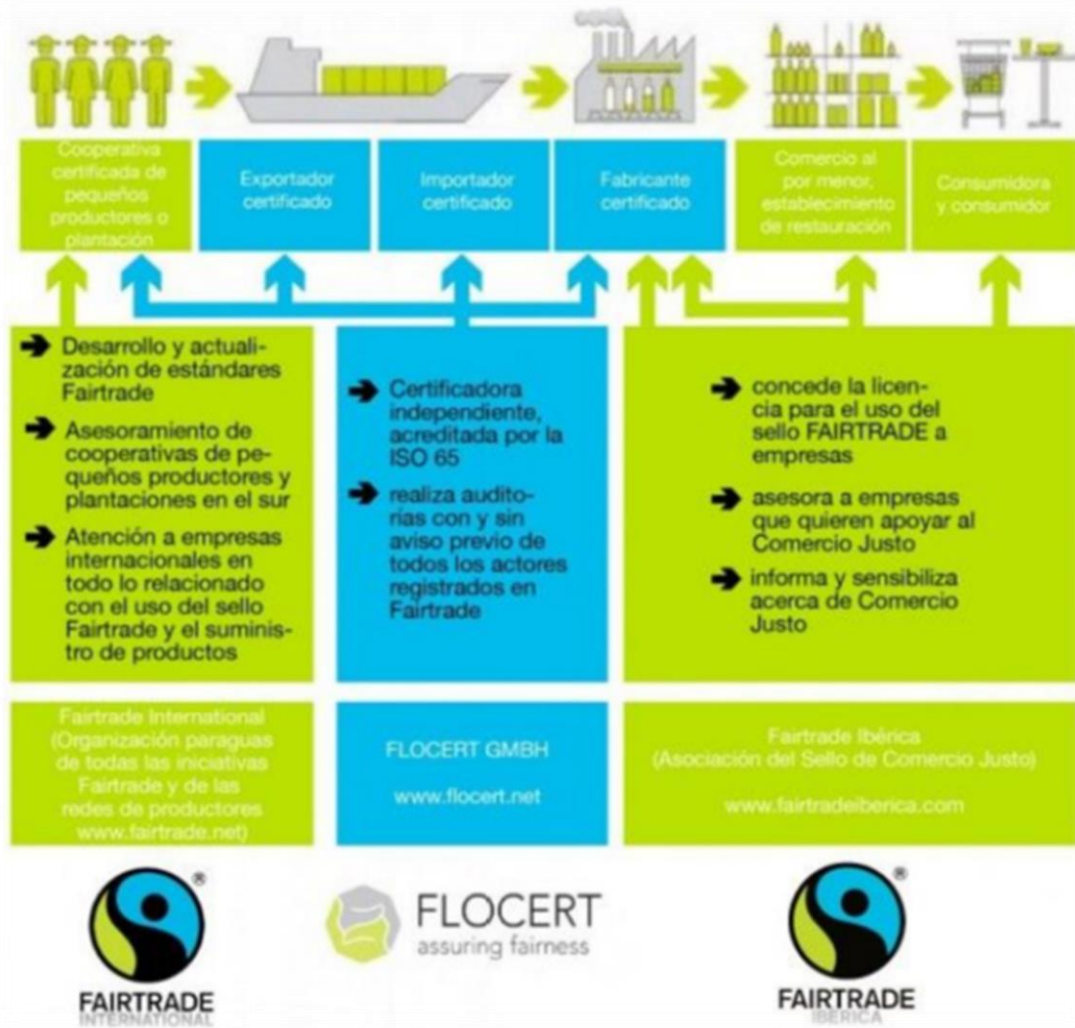 Cooperativa
certificada de
pequeños
productores o
plantación
Exportador
certificado
Importador
certificado
Fabricante
certificado
Comercio al
por menor,
establecimiento
de restauración
Consumidora
y consumidor
Desarrollo y actuali-
zación de estándares
Fairtrade
Asesoramiento de
cooperativas de pe-
queños productores y
plantaciones en el sur
Atención a empresas
internacionales en
todo lo relacionado
con el uso del sello
Fairtrade y el suminis-
tro de productos
Certificadora
independiente,
acreditada por la
ISO 65
realiza audito-
rías con y sin
aviso previo de
todos los actores
registrados en
Fairtrade
concede la licen-
cia para el uso del
sello FAIRTRADE a
empresas
asesora a empresas
que quieren apoyar al
Comercio Justo
informa y sensibiliza
acerca de Comercio
Justo
Fairtrade International
(Organización paraguas
de todas las iniciativas
Fairtrade y de las
redes de productores
www.fairtrade.net)
FLOCERT GMBH
www.flocert.net
Fairtrade Ibérica
(Asociación del Sello de Comercio Justo)
www.fairtradeiberica.com
®
FAIRTRADE
INTERNATIONAL
FLOCERT
assuring fairness
®
FAIRTRADE
IBERICA